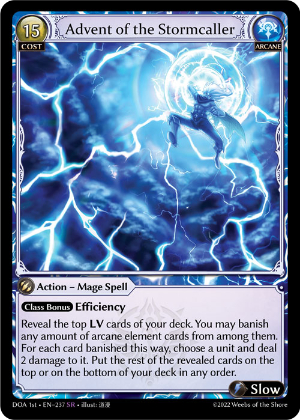 15
COST
Advent of the Stormcaller
ARCANE
Action – Mage Spell
Class Bonus Efficiency
Reveal the top LV cards of your deck. You may banish
any amount of arcane element cards from among them.
For each card banished this way, choose a unit and deal
2 damage to it. Put the rest of the revealed cards on the
top or on the bottom of your deck in any order.
Slow
DOA 1st • EN-237 SR • illust: 
©2022 Weebs of the Shore